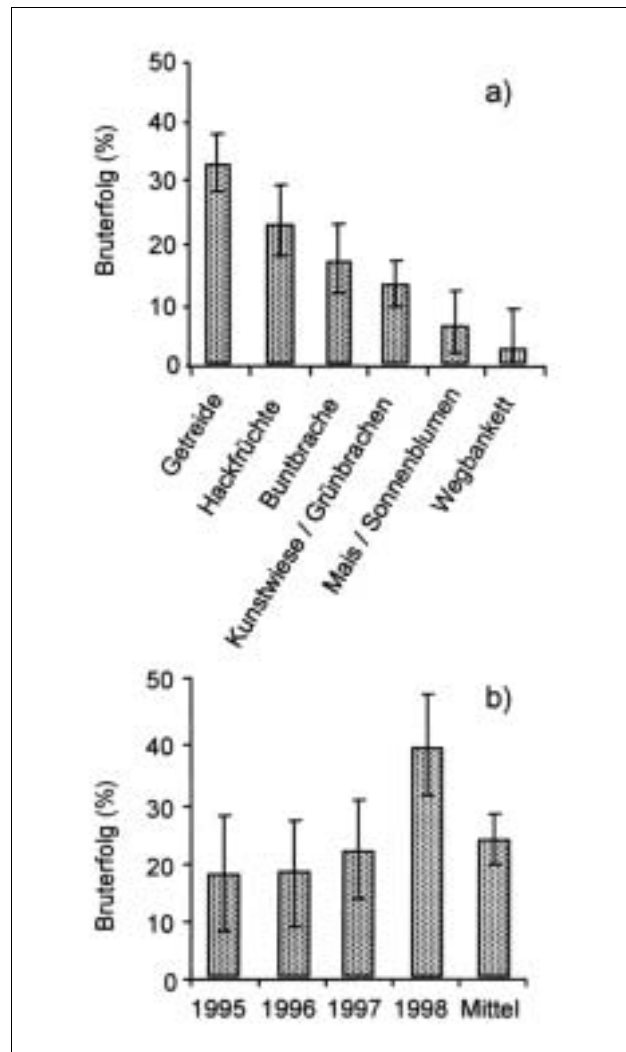 a)
Bruterfolg (%)
50
40
30
20
10
0
Getreide
Hackfrüchte
Buntbrache
Kunstwiese / Grünbrachen
Mais / Sonnenblumen
Wegbankett
b)
Bruterfolg (%)
50
40
30
20
10
0
1995 1996 1997 1998 Mittel